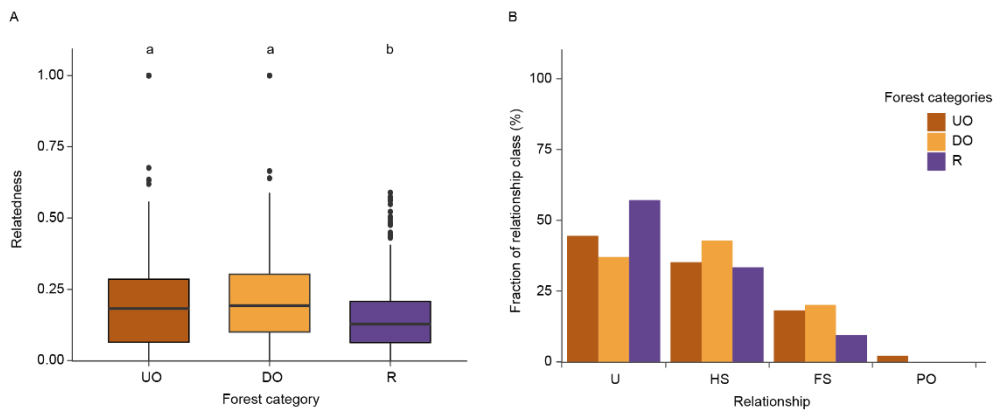 A
a
a
b
1.00
0.75
0.50
0.25
0.00
Relatedness
UO
DO
R
Forest category
B
100
75
50
25
0
Fraction of relationship class (%)
Forest categories
UO
DO
R
U
HS
FS
PO
Relationship